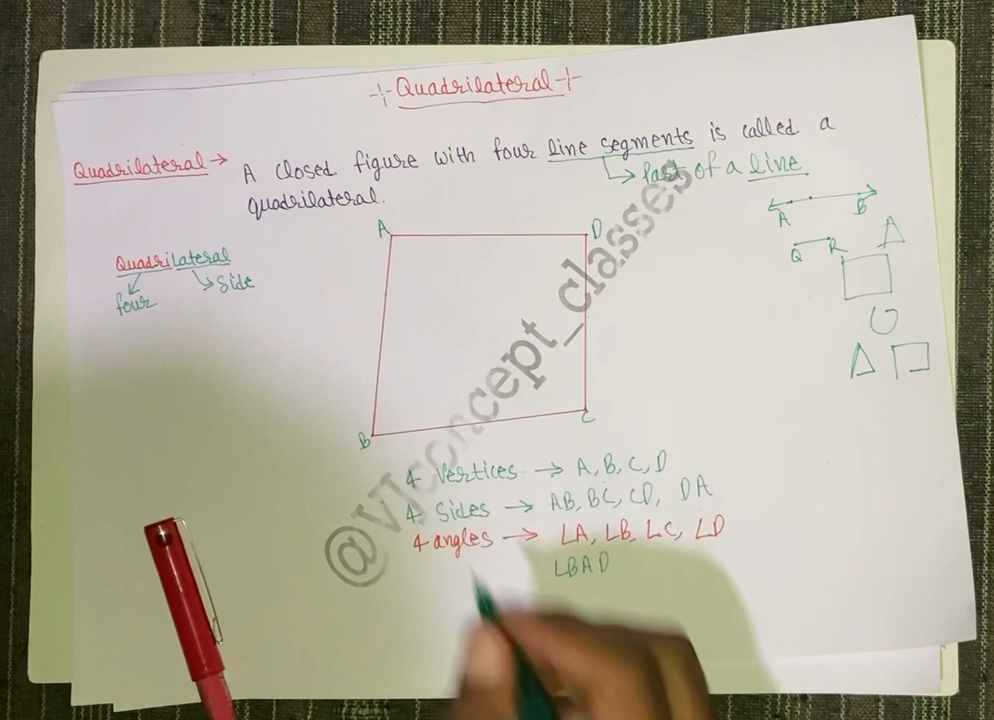 Quadrilateral
Quadrilateral → A closed figure with four line segments is called a
quadrilateral.
Part of a line
A B
Q R
Quadrilateral
four side
A D
B C
4 Vertices → A, B, C, D
4 Sides → AB, BC, CD, DA
4 angles → ∠A, ∠B, ∠C, ∠D
∠BAD
@VJconcept_classes